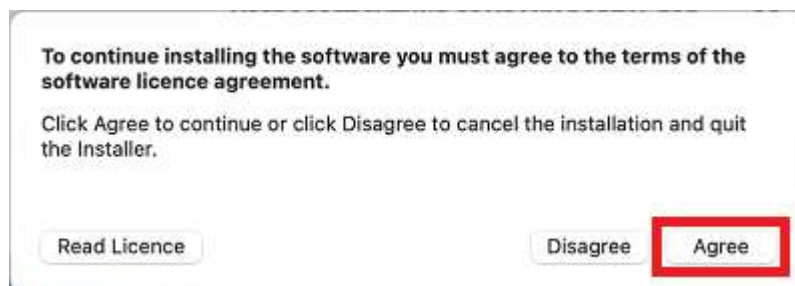 To continue installing the software you must agree to the terms of the
software licence agreement.
Click Agree to continue or click Disagree to cancel the installation and quit
the Installer.
Read Licence
Disagree
Agree